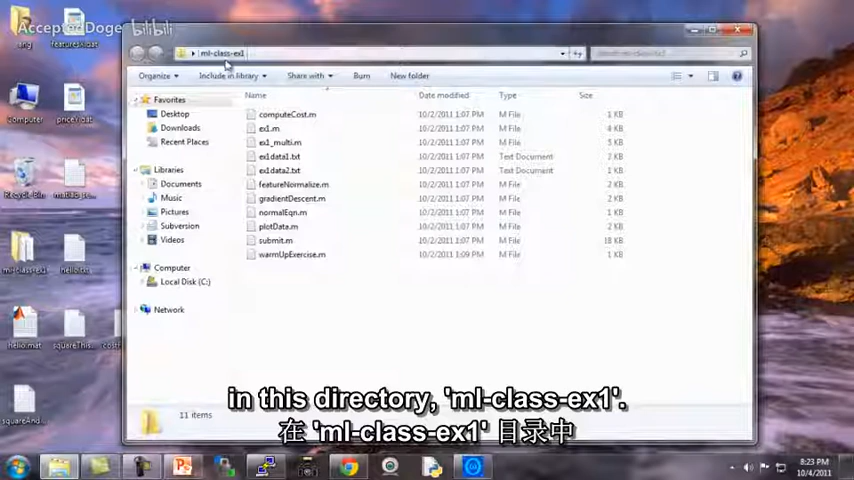 AcceptedDoge bilibili
ml-class-ex1
Organize Include in library Share with Burn New folder
Name Date modified Type Size
Favorites
Desktop
Downloads
Recent Places
Libraries
Documents
Music
Pictures
Subversion
Videos
Computer
Local Disk (C:)
Network
computeCost.m 10/2/2011 1:07 PM M File 1 KB
ex1.m 10/2/2011 1:07 PM M File 4 KB
ex1_multi.m 10/2/2011 1:07 PM M File 5 KB
ex1data1.txt 10/2/2011 1:07 PM Text Document 2 KB
ex1data2.txt 10/2/2011 1:07 PM Text Document 1 KB
featureNormalize.m 10/2/2011 1:07 PM M File 2 KB
gradientDescent.m 10/2/2011 1:07 PM M File 2 KB
normalEqn.m 10/2/2011 1:07 PM M File 1 KB
plotData.m 10/2/2011 1:07 PM M File 1 KB
submit.m 10/2/2011 1:07 PM M File 18 KB
warmUpExercise.m 10/2/2011 1:09 PM M File 1 KB
11 items
Computer
Recycle Bin
ml-class-ex1
hello.txt
hello.mat
squareThis...
squareAnd...
in this directory, 'ml-class-ex1'.
在 'ml-class-ex1' 目录中
8:23 PM
10/4/2011